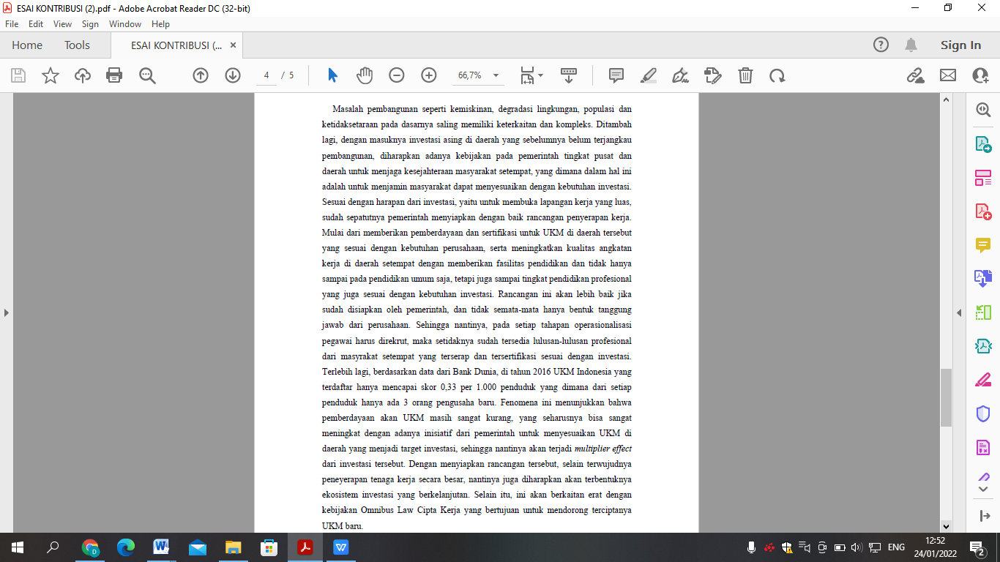 ESAI KONTRIBUSI (2).pdf - Adobe Acrobat Reader DC (32-bit)
File Edit View Sign Window Help
Home Tools ESAI KONTRIBUSI (... × Sign In
4 / 5 66,7%
Masalah pembangunan seperti kemiskinan, degradasi lingkungan, populasi dan
ketidaksetaraan pada dasarnya saling memiliki keterkaitan dan kompleks. Ditambah
lagi, dengan masuknya investasi asing di daerah yang sebelumnya belum terjangkau
pembangunan, diharapkan adanya kebijakan pada pemerintah tingkat pusat dan
daerah untuk menjaga kesejahteraan masyarakat setempat, yang dimana dalam hal ini
adalah untuk menjamin masyarakat dapat menyesuaikan dengan kebutuhan investasi.
Sesuai dengan harapan dari investasi, yaitu untuk membuka lapangan kerja yang luas,
sudah sepatutnya pemerintah menyiapkan dengan baik rancangan penyerapan kerja.
Mulai dari memberikan pemberdayaan dan sertifikasi untuk UKM di daerah tersebut
yang sesuai dengan kebutuhan perusahaan, serta meningkatkan kualitas angkatan
kerja di daerah setempat dengan memberikan fasilitas pendidikan dan tidak hanya
sampai pada pendidikan umum saja, tetapi juga sampai tingkat pendidikan profesional
yang juga sesuai dengan kebutuhan investasi. Rancangan ini akan lebih baik jika
sudah disiapkan oleh pemerintah, dan tidak semata-mata hanya bentuk tanggung
jawab dari perusahaan. Sehingga nantinya, pada setiap tahapan operasionalisasi
pegawai harus direkrut, maka setidaknya sudah tersedia lulusan-lulusan profesional
dari masyrakat setempat yang terserap dan tersertifikasi sesuai dengan investasi.
Terlebih lagi, berdasarkan data dari Bank Dunia, di tahun 2016 UKM Indonesia yang
terdaftar hanya mencapai skor 0,33 per 1.000 penduduk yang dimana dari setiap
penduduk hanya ada 3 orang pengusaha baru. Fenomena ini menunjukkan bahwa
pemberdayaan akan UKM masih sangat kurang, yang seharusnya bisa sangat
meningkat dengan adanya inisiatif dari pemerintah untuk menyesuaikan UKM di
daerah yang menjadi target investasi, sehingga nantinya akan terjadi multiplier effect
dari investasi tersebut. Dengan menyiapkan rancangan tersebut, selain terwujudnya
peneyerapan tenaga kerja secara besar, nantinya juga diharapkan akan terbentuknya
ekosistem investasi yang berkelanjutan. Selain itu, ini akan berkaitan erat dengan
kebijakan Omnibus Law Cipta Kerja yang bertujuan untuk mendorong terciptanya
UKM baru.
ENG 12:52
24/01/2022 2